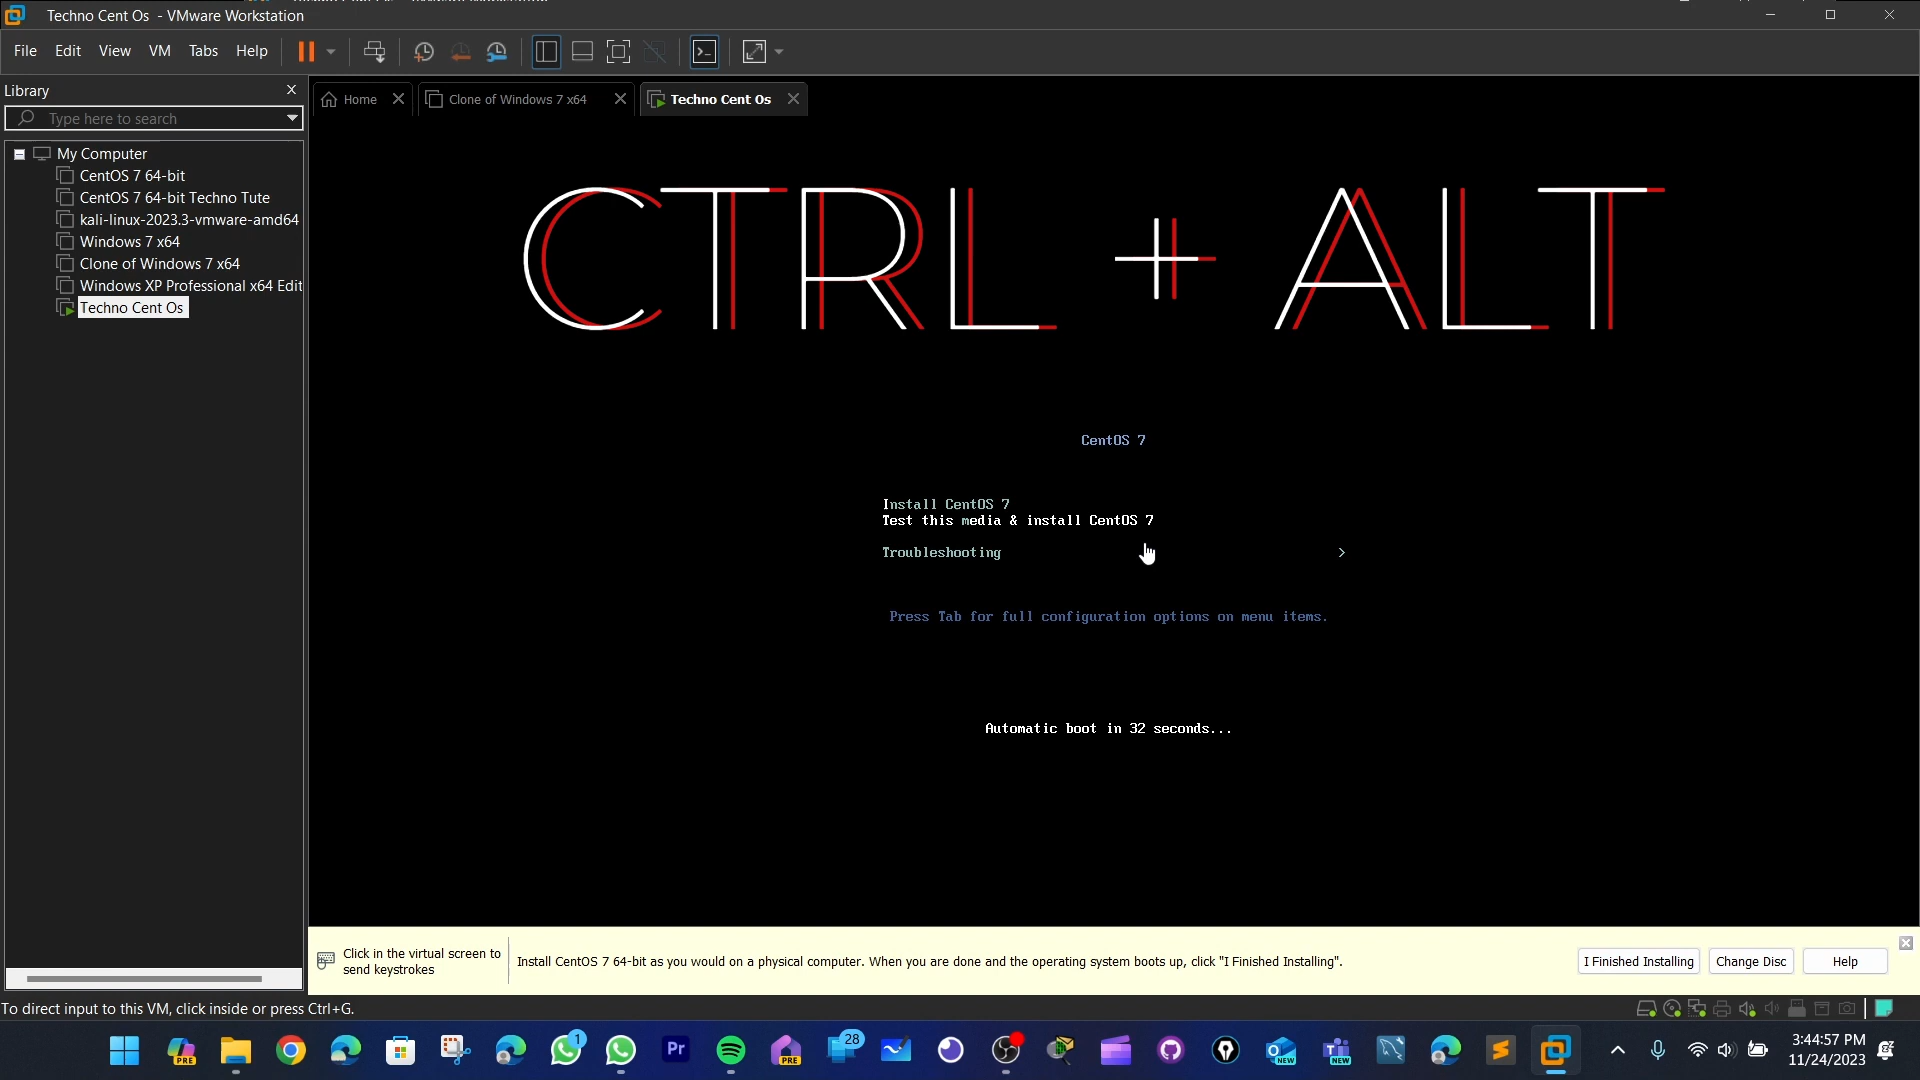 Techno Cent Os - VMware Workstation
File Edit View VM Tabs Help
Library
Type here to search
Home
Clone of Windows 7 x64
Techno Cent Os
My Computer
CentOS 7 64-bit
CentOS 7 64-bit Techno Tute
kali-linux-2023.3-vmware-amd64
Windows 7 x64
Clone of Windows 7 x64
Windows XP Professional x64 Edit
Techno Cent Os
CTRL + ALT
CentOS 7
Install CentOS 7
Test this media & install CentOS 7
Troubleshooting >
Press Tab for full configuration options on menu items.
Automatic boot in 32 seconds...
Click in the virtual screen to
send keystrokes
Install CentOS 7 64-bit as you would on a physical computer. When you are done and the operating system boots up, click "I Finished Installing".
I Finished Installing
Change Disc
Help
To direct input to this VM, click inside or press Ctrl+G.
PRE
1
Pr
PRE
28
NEW
NEW
3:44:57 PM
11/24/2023